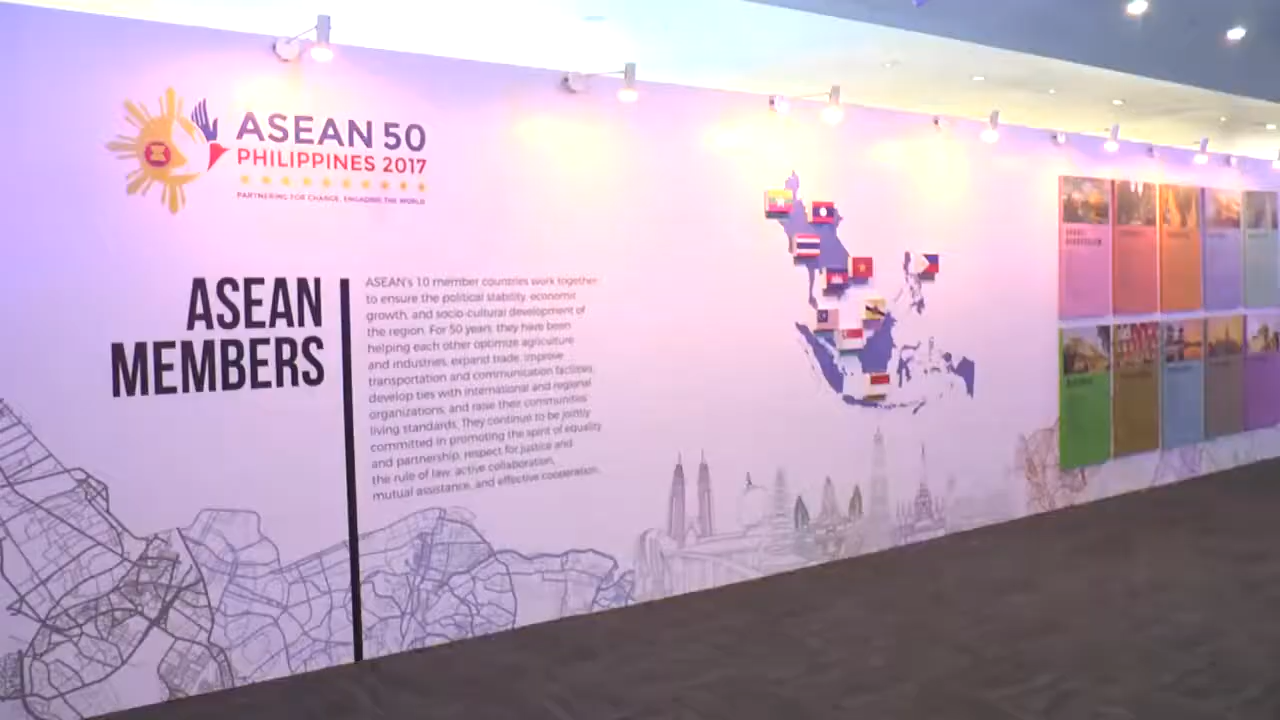 ASEAN 50
PHILIPPINES 2017
PARTNERING FOR CHANGE, ENGAGING THE WORLD
ASEAN
MEMBERS
ASEAN's 10 member countries work together
to ensure the political stability, economic
growth, and socio-cultural development of
the region. For 50 years, they have been
helping each other optimize agriculture
and industries, expand trade, improve
transportation and communication facilities,
develop ties with international and regional
organizations, and raise their communities'
living standards. They continue to be jointly
committed in promoting the spirit of equality
and partnership, respect for justice and
the rule of law, active collaboration,
mutual assistance, and effective cooperation.